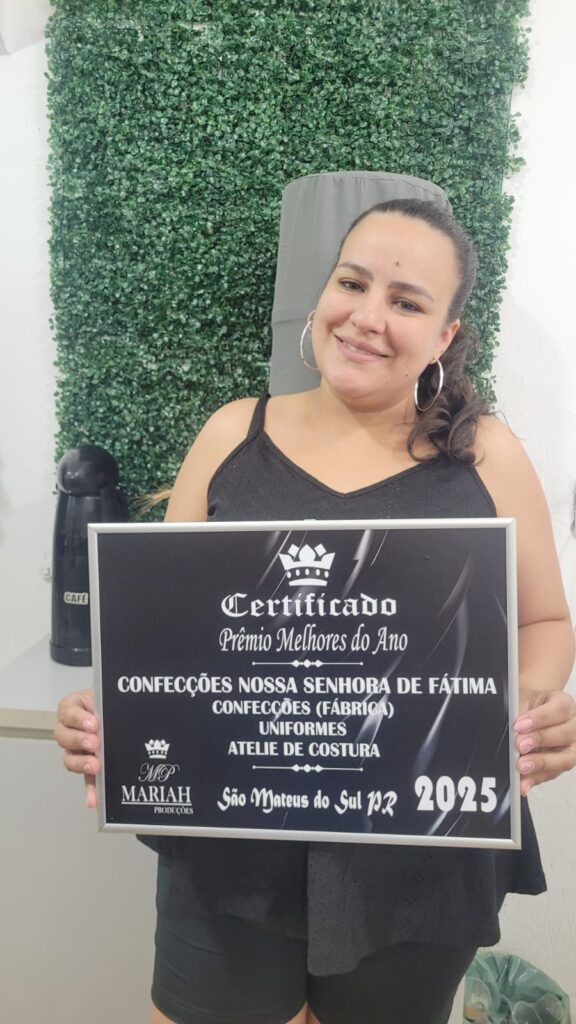 Certificado
Prêmio Melhores do Ano
CONFECÇÕES NOSSA SENHORA DE FÁTIMA
CONFECÇÕES (FÁBRICA)
UNIFORMES
ATELIE DE COSTURA
MP
MARIAH
PRODUÇÕES
São Mateus do Sul PR
2025
CAFÉ